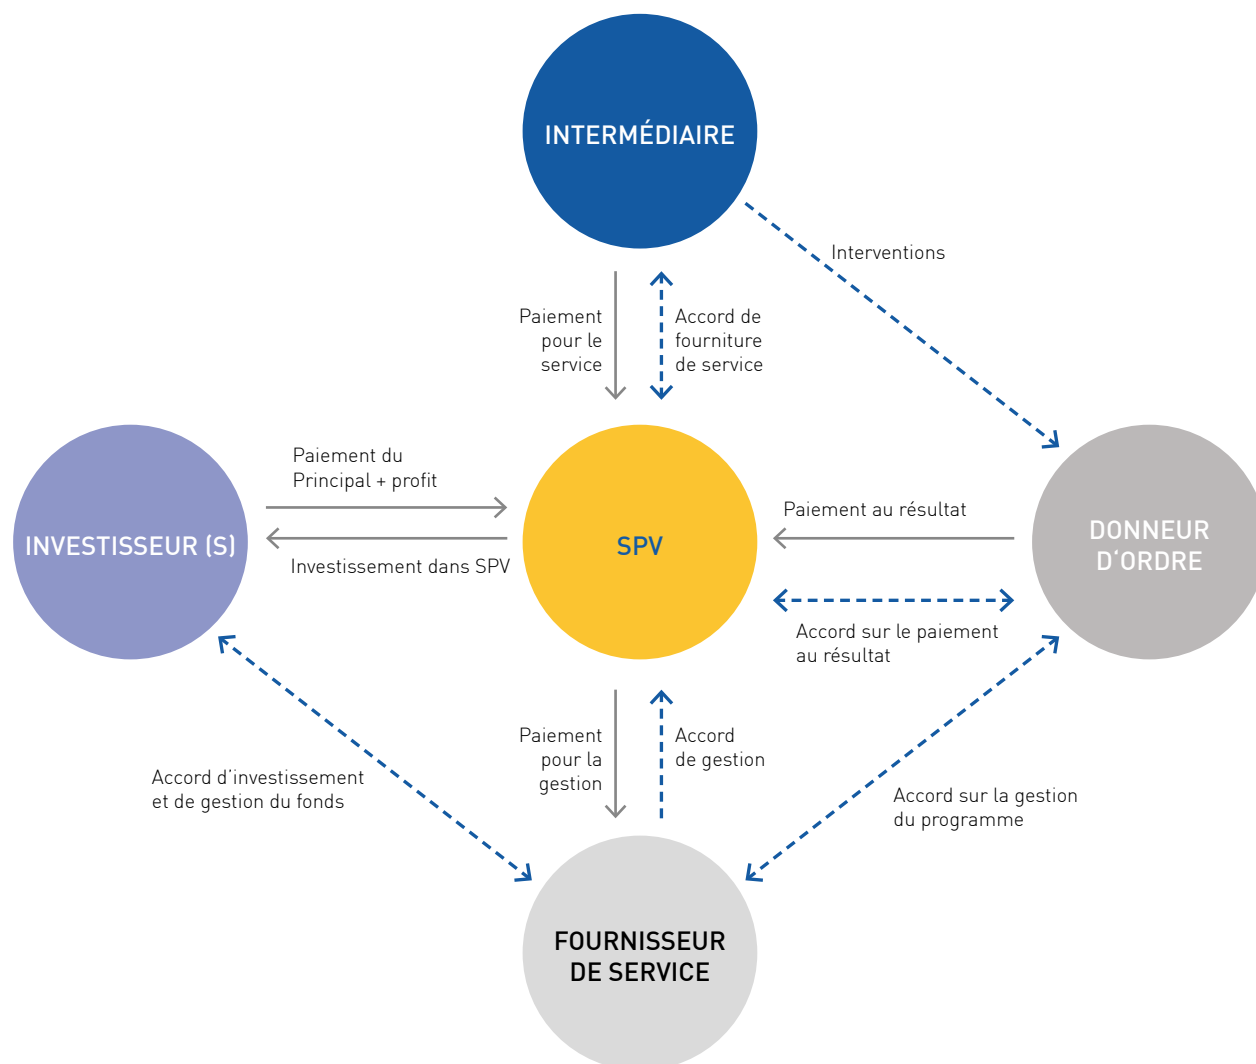 INTERMÉDIAIRE
Interventions
Paiement
pour le
service
Accord de
fourniture
de service
Paiement du
Principal + profit
INVESTISSEUR (S)
Investissement dans SPV
SPV
Paiement au résultat
DONNEUR
D'ORDRE
Accord sur le paiement
au résultat
Paiement
pour la
gestion
Accord
de gestion
Accord d'investissement
et de gestion du fonds
Accord sur la gestion
du programme
FOURNISSEUR
DE SERVICE